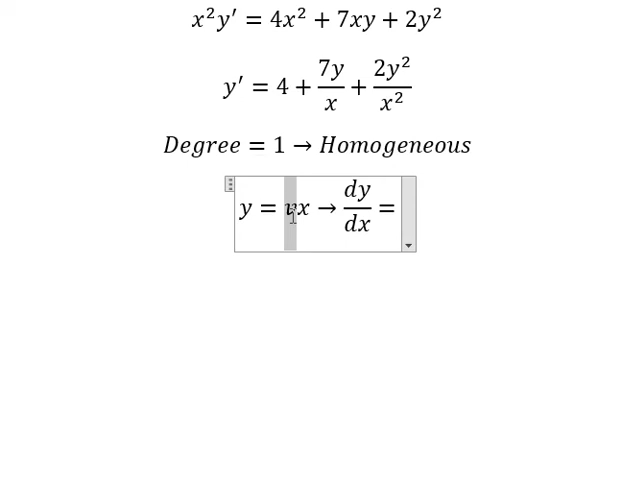 x²y′ = 4x² + 7xy + 2y²
y′ = 4 + 7y/x + 2y²/x²
Degree = 1 → Homogeneous
y = vx → dy/dx =